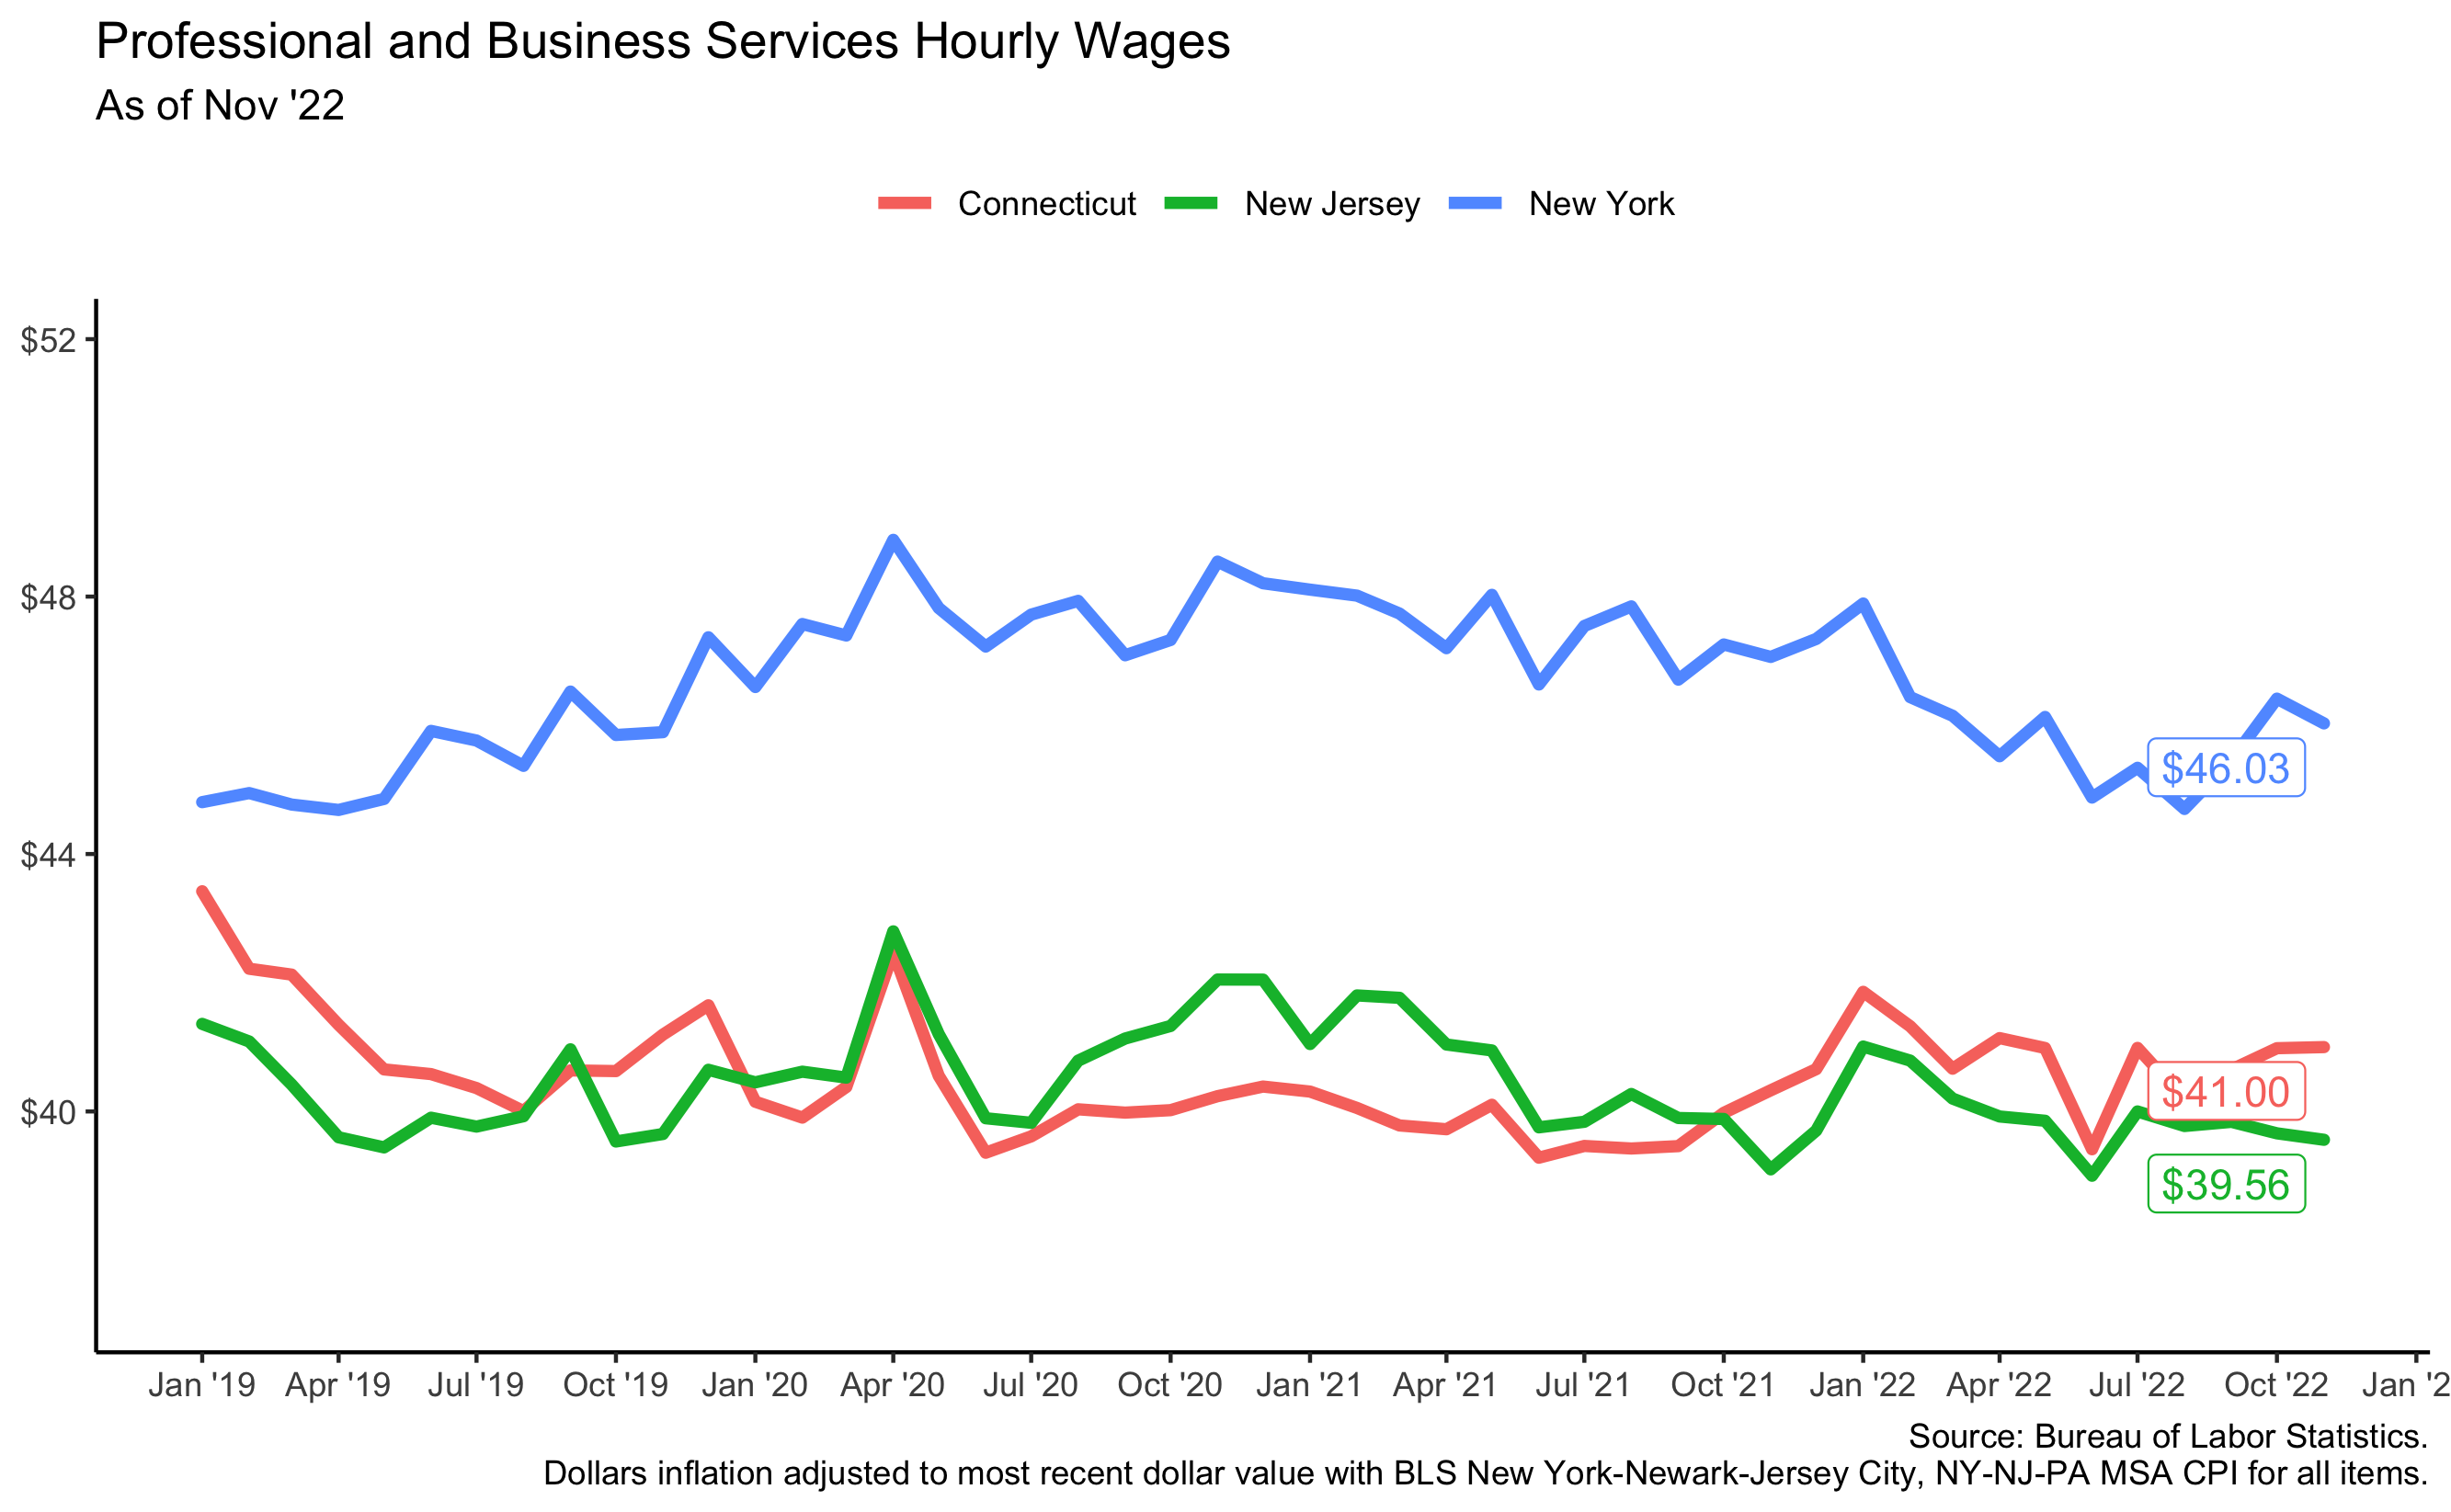 Professional and Business Services Hourly Wages
As of Nov '22
Connecticut New Jersey New York
$52
$48
$44
$40
$46.03
$41.00
$39.56
Jan '19 Apr '19 Jul '19 Oct '19 Jan '20 Apr '20 Jul '20 Oct '20 Jan '21 Apr '21 Jul '21 Oct '21 Jan '22 Apr '22 Jul '22 Oct '22 Jan '2
Source: Bureau of Labor Statistics.
Dollars inflation adjusted to most recent dollar value with BLS New York-Newark-Jersey City, NY-NJ-PA MSA CPI for all items.